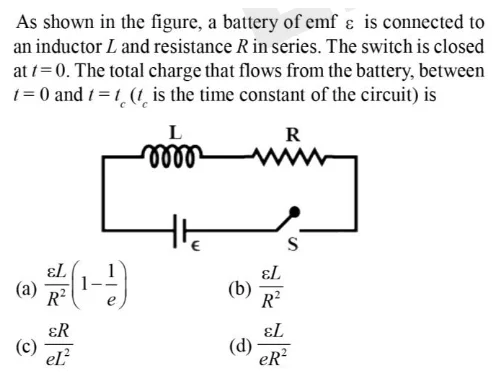 As shown in the figure, a battery of emf ε is connected to
an inductor L and resistance R in series. The switch is closed
at t = 0. The total charge that flows from the battery, between
t = 0 and t = t_c (t_c is the time constant of the circuit) is
L R
ϵ S
(a) εL/R² (1 − 1/e) (b) εL/R²
(c) εR/eL² (d) εL/eR²